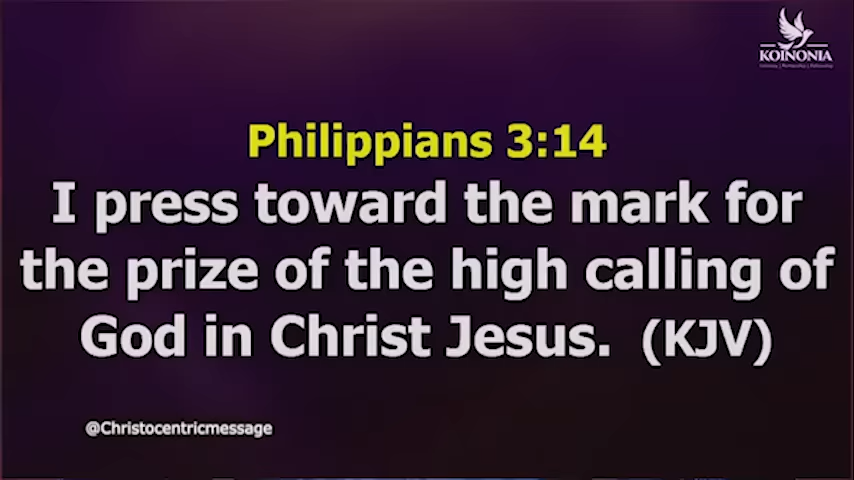 KOINONIA
Philippians 3:14
I press toward the mark for
the prize of the high calling of
God in Christ Jesus. (KJV)
@Christocentricmessage